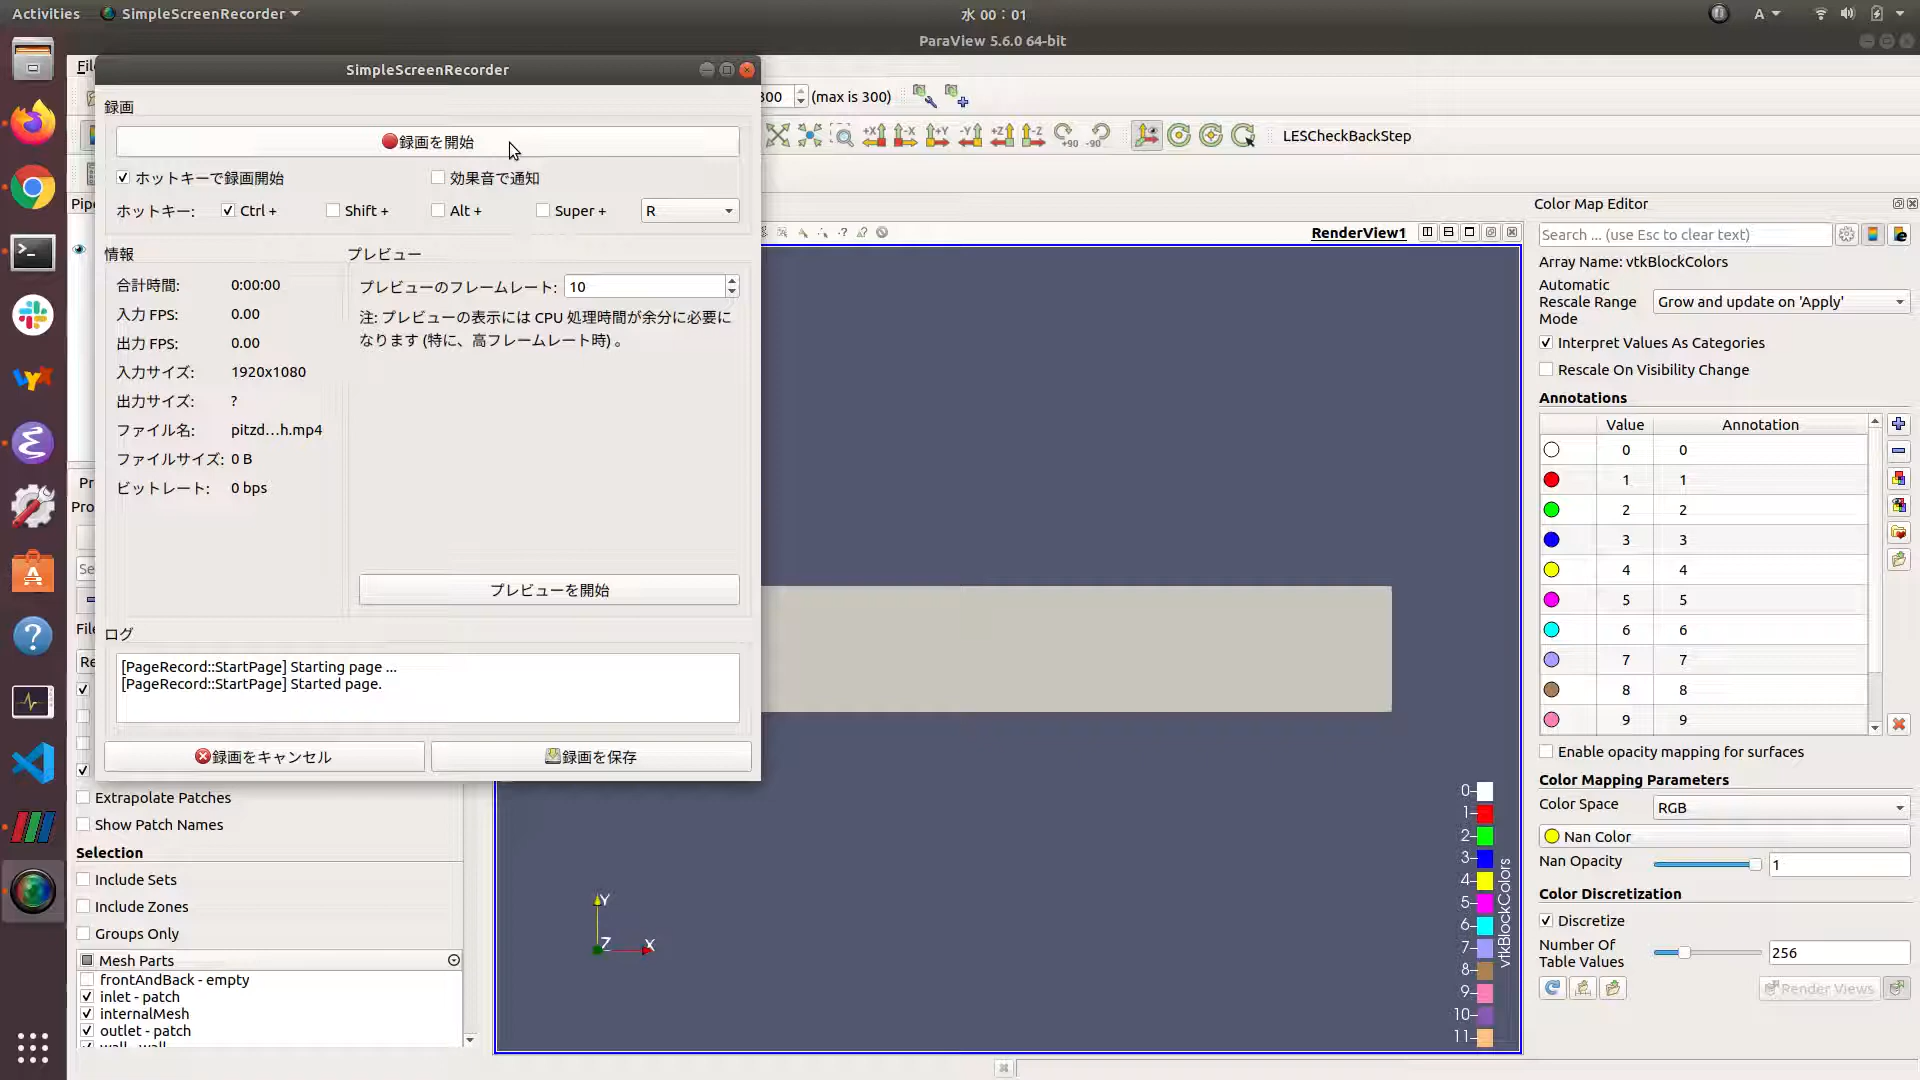 Activities
SimpleScreenRecorder
水 00：01
A
ParaView 5.6.0 64-bit
SimpleScreenRecorder
録画
録画を開始
ホットキーで録画開始
効果音で通知
ホットキー:
Ctrl +
Shift +
Alt +
Super +
R
情報
合計時間: 0:00:00
入力 FPS: 0.00
出力 FPS: 0.00
入力サイズ: 1920x1080
出力サイズ: ?
ファイル名: pitzd...h.mp4
ファイルサイズ: 0 B
ビットレート: 0 bps
プレビュー
プレビューのフレームレート: 10
注: プレビューの表示には CPU 処理時間が余分に必要に
なります (特に、高フレームレート時) 。
プレビューを開始
ログ
[PageRecord::StartPage] Starting page ...
[PageRecord::StartPage] Started page.
録画をキャンセル
録画を保存
(max is 300)
+X
-X
+Y
-Y
+Z
-Z
+90
-90
LESCheckBackStep
RenderView1
Extrapolate Patches
Show Patch Names
Selection
Include Sets
Include Zones
Groups Only
Mesh Parts
frontAndBack - empty
inlet - patch
internalMesh
outlet - patch
Y
Z
X
0
1
2
3
4
5
6
7
8
9
10
11
vtkBlockColors
Color Map Editor
Search ... (use Esc to clear text)
Array Name: vtkBlockColors
Automatic
Rescale Range
Mode
Grow and update on 'Apply'
Interpret Values As Categories
Rescale On Visibility Change
Annotations
Value Annotation
0 0
1 1
2 2
3 3
4 4
5 5
6 6
7 7
8 8
9 9
Enable opacity mapping for surfaces
Color Mapping Parameters
Color Space
RGB
Nan Color
Nan Opacity
1
Color Discretization
Discretize
Number Of
Table Values
256
Render Views